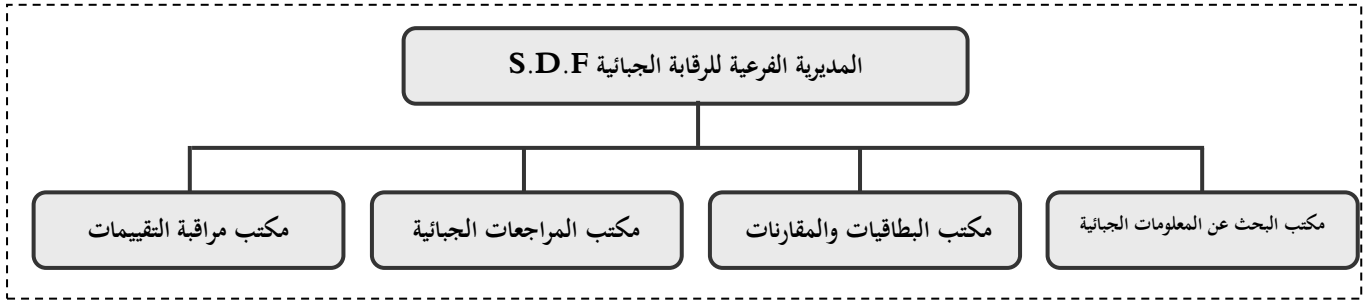 المديرية الفرعية للرقابة الجبائية S.D.F
مكتب البحث عن المعلومات الجبائية
مكتب البطاقيات والمقارنات
مكتب المراجعات الجبائية
مكتب مراقبة التقييمات